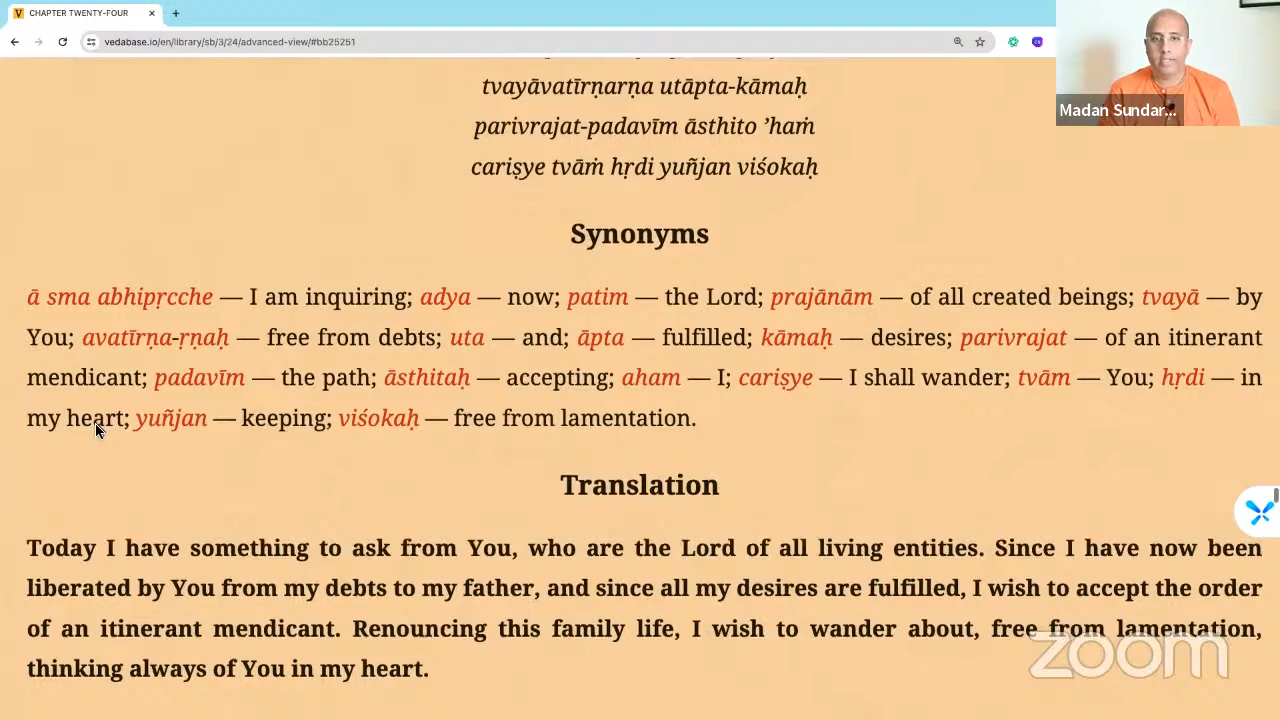 CHAPTER TWENTY-FOUR
vedabase.io/en/library/sb/3/24/advanced-view/#bb25251
Madan Sundar...
tvayāvatīrṇarṇa utāpta-kāmaḥ
parivrajat-padavīm āsthito ’haṁ
cariṣye tvāṁ hṛdi yuñjan viśokaḥ
Synonyms
ā sma abhipṛcche — I am inquiring; adya — now; patim — the Lord; prajānām — of all created beings; tvayā — by
You; avatīrṇa-ṛṇaḥ — free from debts; uta — and; āpta — fulfilled; kāmaḥ — desires; parivrajat — of an itinerant
mendicant; padavīm — the path; āsthitaḥ — accepting; aham — I; cariṣye — I shall wander; tvām — You; hṛdi — in
my heart; yuñjan — keeping; viśokaḥ — free from lamentation.
Translation
Today I have something to ask from You, who are the Lord of all living entities. Since I have now been
liberated by You from my debts to my father, and since all my desires are fulfilled, I wish to accept the order
of an itinerant mendicant. Renouncing this family life, I wish to wander about, free from lamentation,
thinking always of You in my heart.
zoom